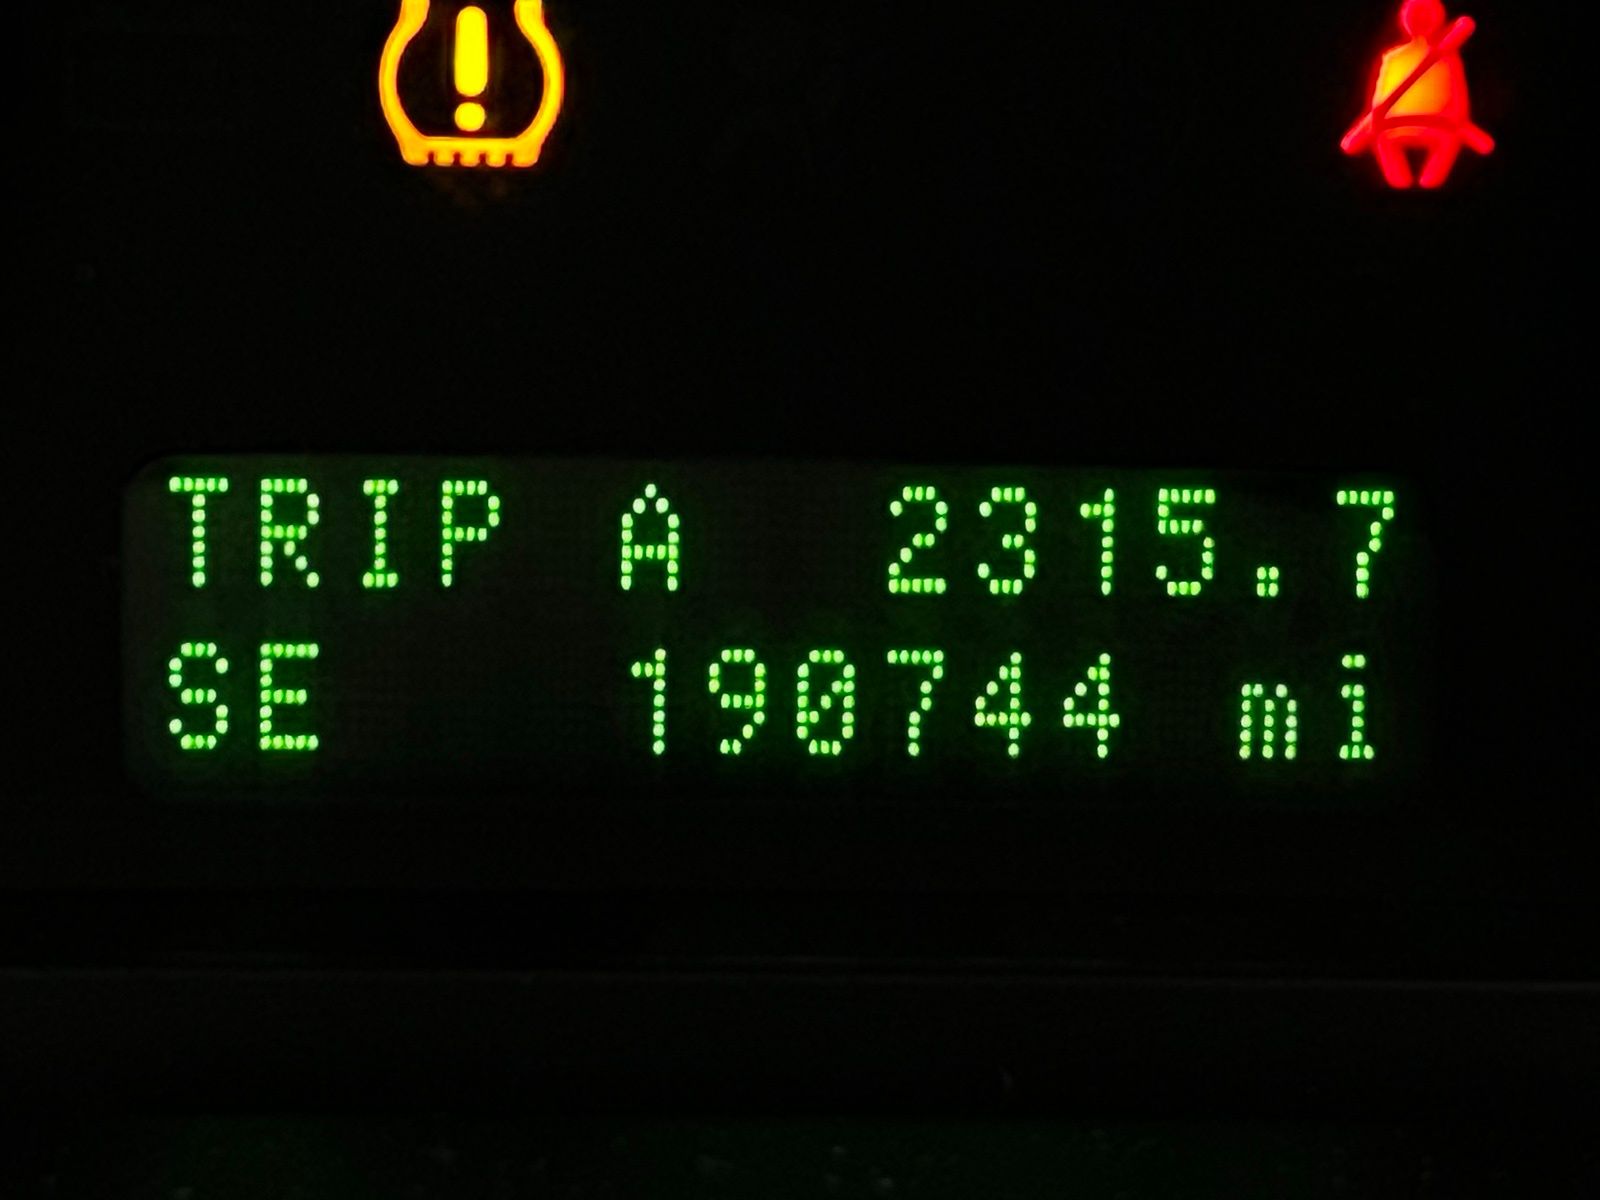 TRIP A 2315.7
SE 190744 mi